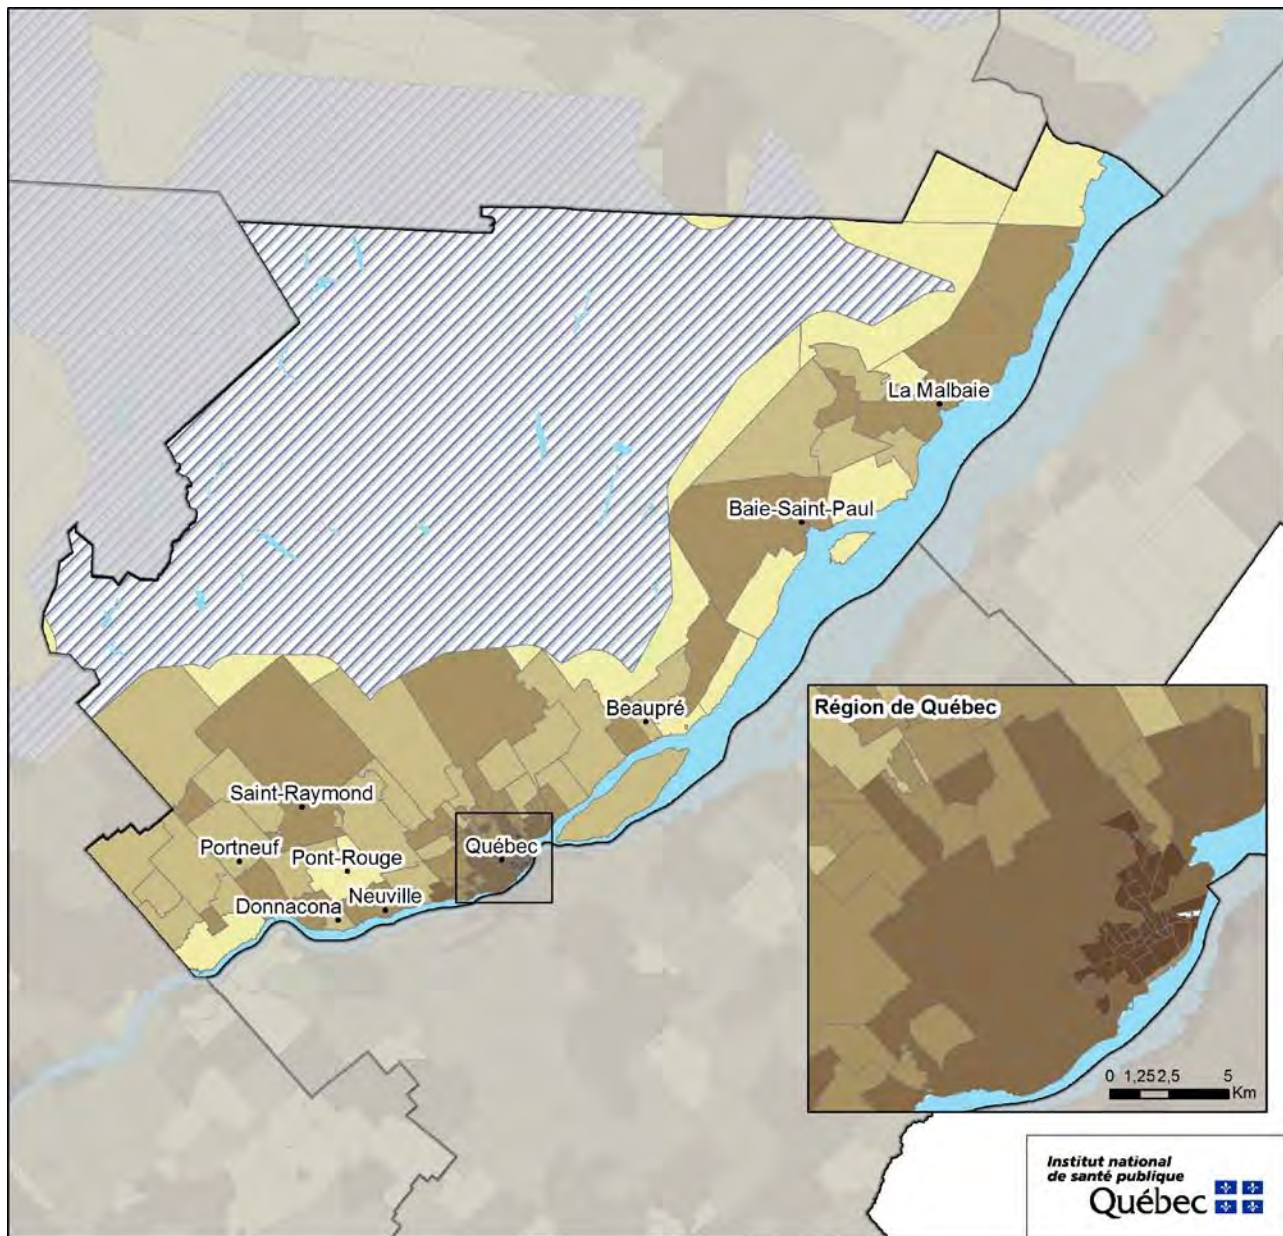 La Malbaie
Baie-Saint-Paul
Beaupré
Région de Québec
Saint-Raymond
Portneuf
Pont-Rouge
Québec
Neuville
Donnacona
0 1,25 2,5 5
Km
Institut national
de santé publique
Québec